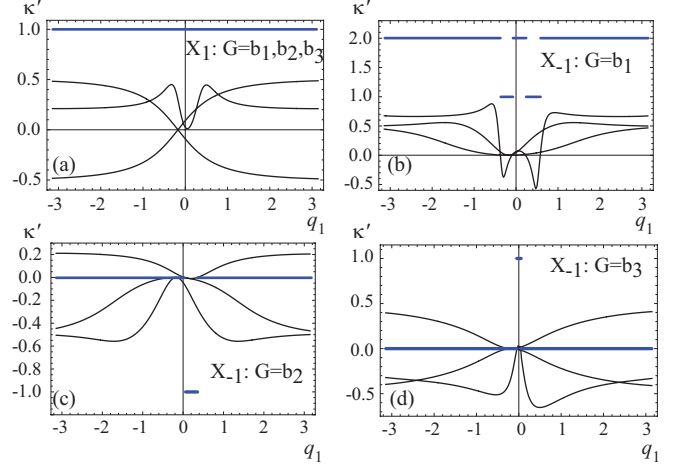 κ′ κ′
1.0 2.0
X₁: G=b₁,b₂,b₃ X₋₁: G=b₁
1.5
0.5 1.0
0.5
0.0 0.0
(a) (b)
-0.5 -0.5
-3 -2 -1 0 1 2 3 -3 -2 -1 0 1 2 3
q₁ q₁
κ′ κ′
0.2 1.0
X₋₁: G=b₃
0.0
-0.2 0.5
-0.4
-0.6 0.0
-0.8
X₋₁: G=b₂ -0.5
-1.0
(c) (d)
-3 -2 -1 0 1 2 3 -3 -2 -1 0 1 2 3
q₁ q₁